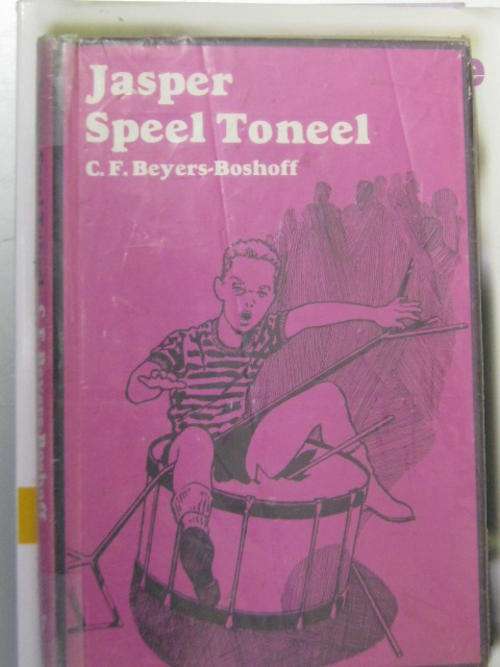 Jasper
Speel Toneel
C. F. Beyers-Boshoff